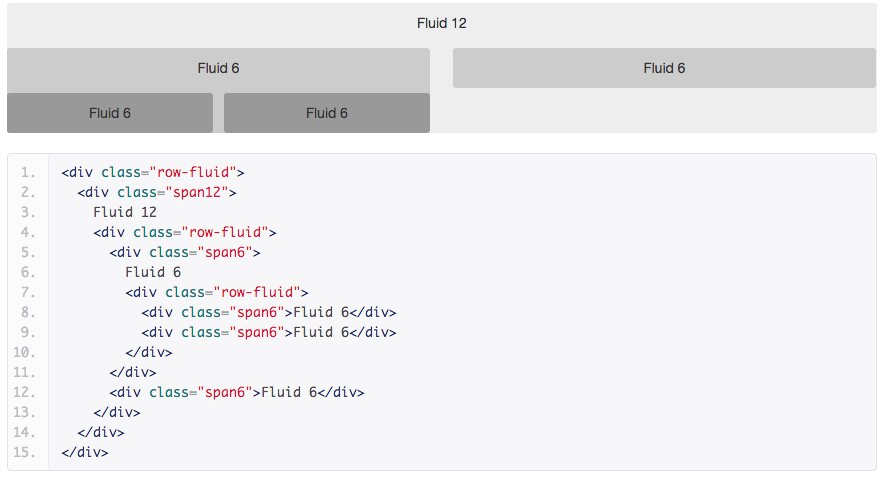 Fluid 12
Fluid 6 Fluid 6
Fluid 6 Fluid 6
1. <div class="row-fluid">
2.   <div class="span12">
3.     Fluid 12
4.     <div class="row-fluid">
5.       <div class="span6">
6.         Fluid 6
7.         <div class="row-fluid">
8.           <div class="span6">Fluid 6</div>
9.           <div class="span6">Fluid 6</div>
10.         </div>
11.       </div>
12.       <div class="span6">Fluid 6</div>
13.     </div>
14.   </div>
15. </div>